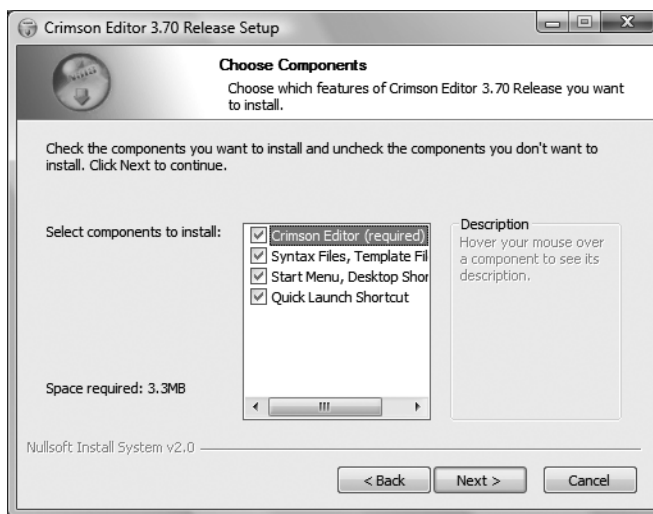 Crimson Editor 3.70 Release Setup
Choose Components
Choose which features of Crimson Editor 3.70 Release you want
to install.
Check the components you want to install and uncheck the components you don't want to
install. Click Next to continue.
Select components to install:
Crimson Editor (required)
Syntax Files, Template Fil
Start Menu, Desktop Shor
Quick Launch Shortcut
Description
Hover your mouse over
a component to see its
description.
Space required: 3.3MB
Nullsoft Install System v2.0
< Back
Next >
Cancel